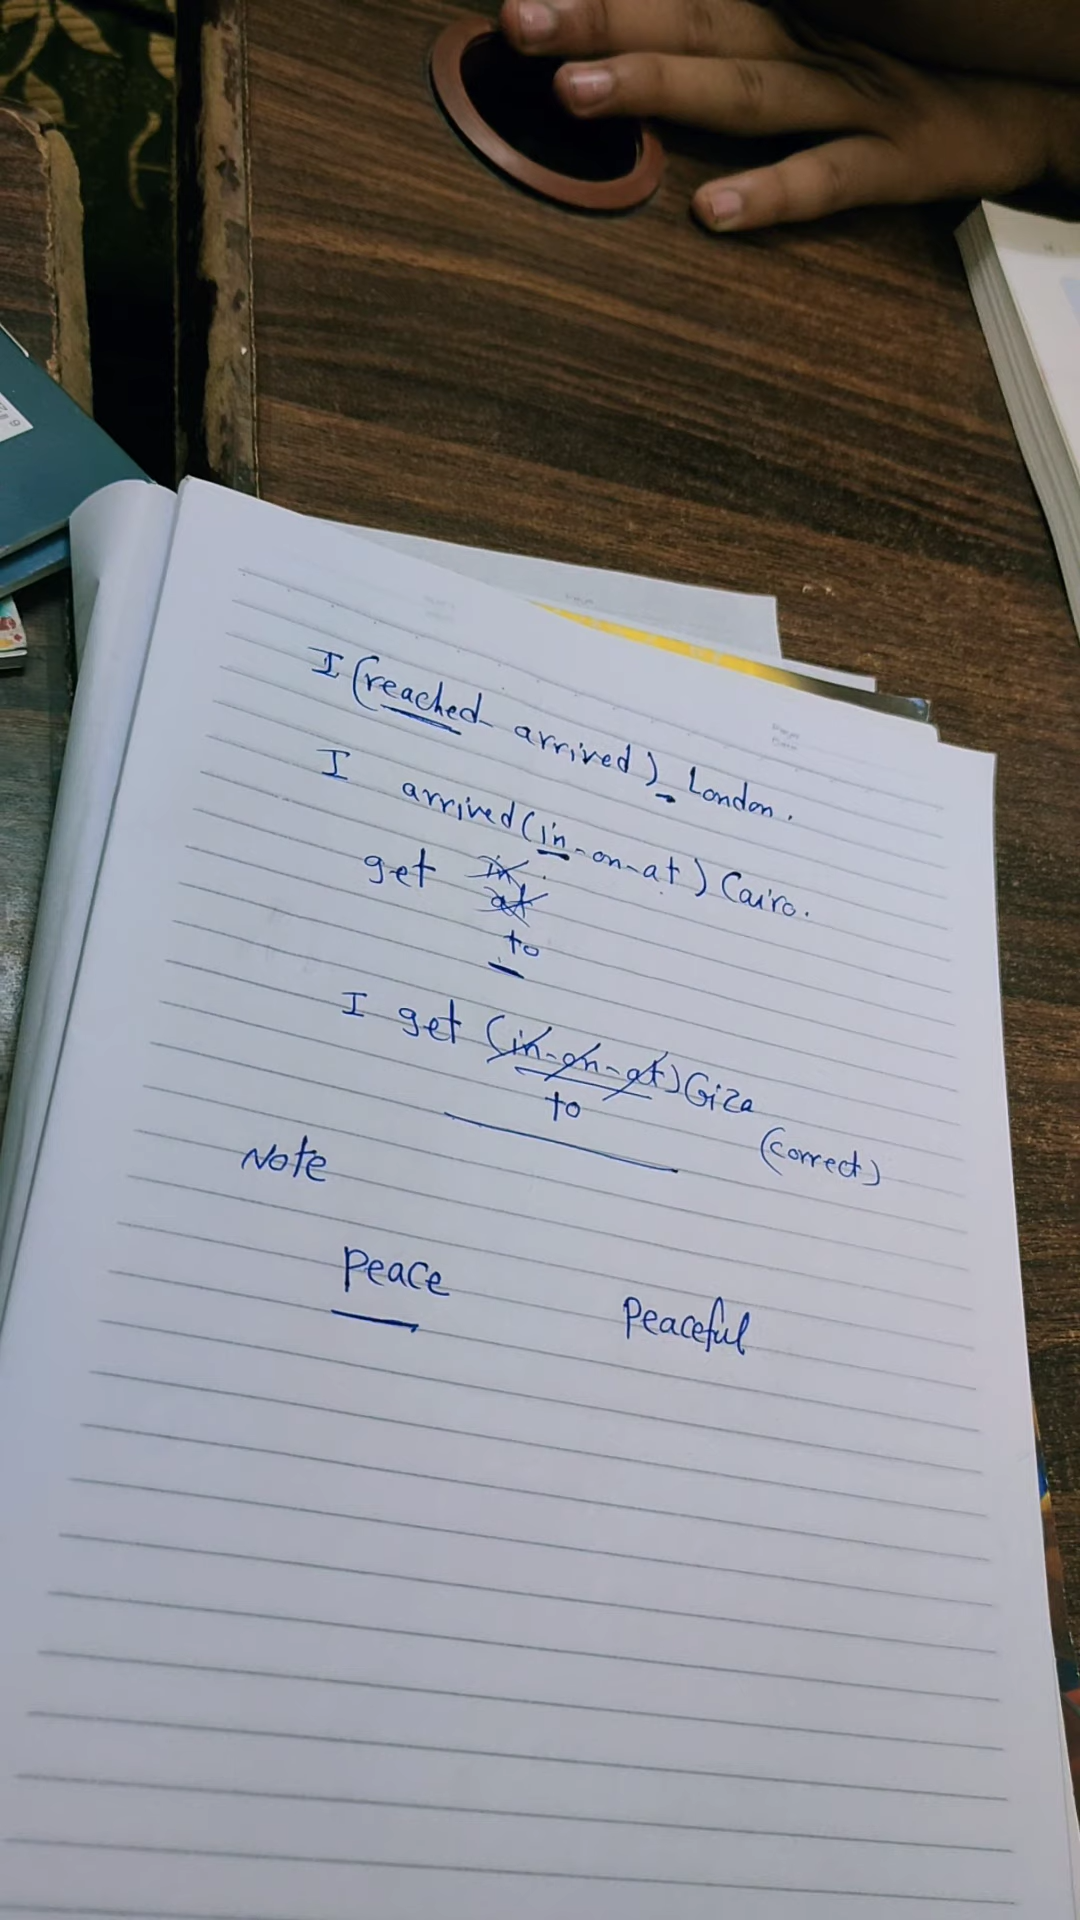 I (reached - arrived) London.
I arrived (in - on - at) Cairo.
get in
at
to
I get (in - on - at) Giza
to
(correct)
Note
Peace Peaceful